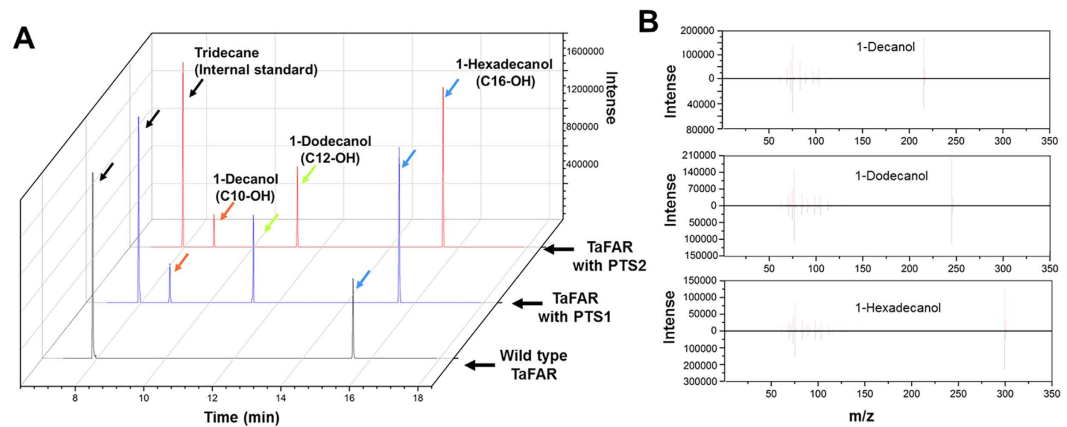 A
Tridecane
(Internal standard)
1-Hexadecanol
(C16-OH)
1-Dodecanol
(C12-OH)
1-Decanol
(C10-OH)
1600000
1200000
800000
400000
Intense
TaFAR
with PTS2
TaFAR
with PTS1
Wild type
TaFAR
8 10 12 14 16 18
Time (min)
B
200000
100000
0
40000
80000
Intense
1-Decanol
50 100 150 200 250 300 350
210000
140000
70000
0
50000
100000
150000
Intense
1-Dodecanol
50 100 150 200 250 300 350
150000
100000
50000
0
100000
200000
300000
Intense
1-Hexadecanol
50 100 150 200 250 300 350
m/z